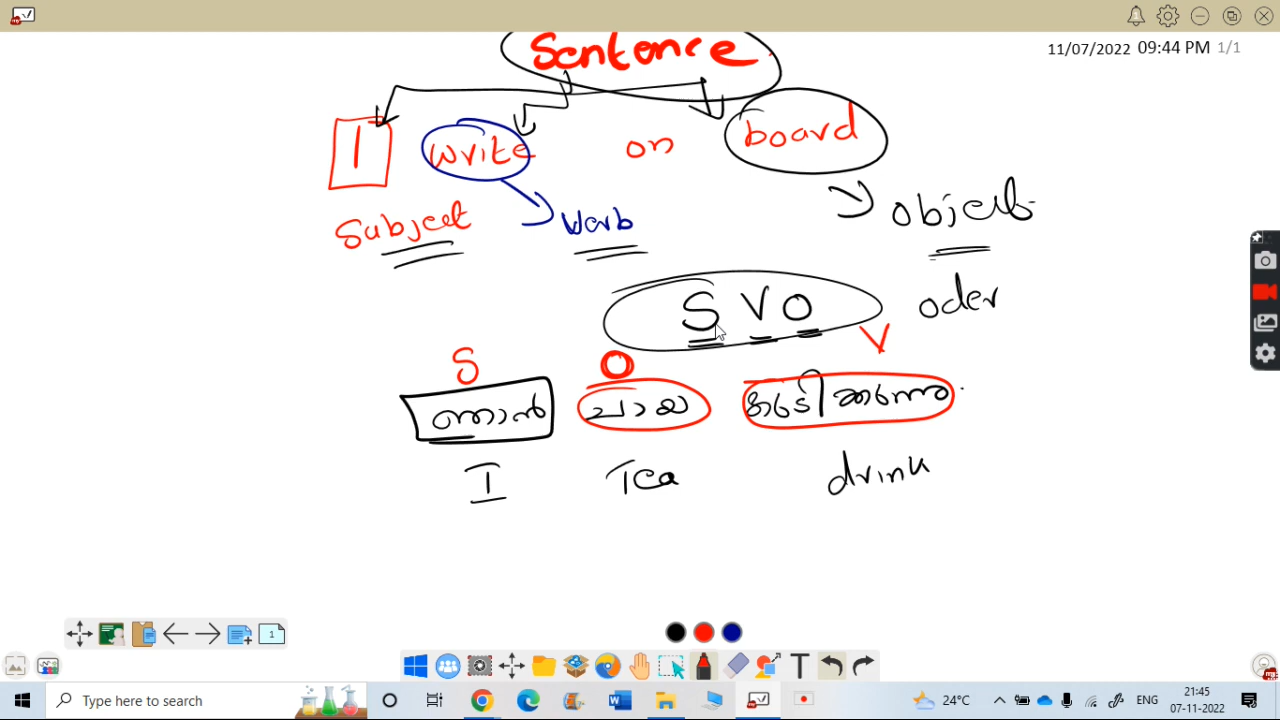 11/07/2022 09:44 PM 1/1
Sentence
I write on board
Subject Verb Object
S V O oder
S O V
ഞാൻ ചായ കുടിക്കുന്നു.
I Tea drink
1
T
Type here to search
24°C ENG 21:45
07-11-2022